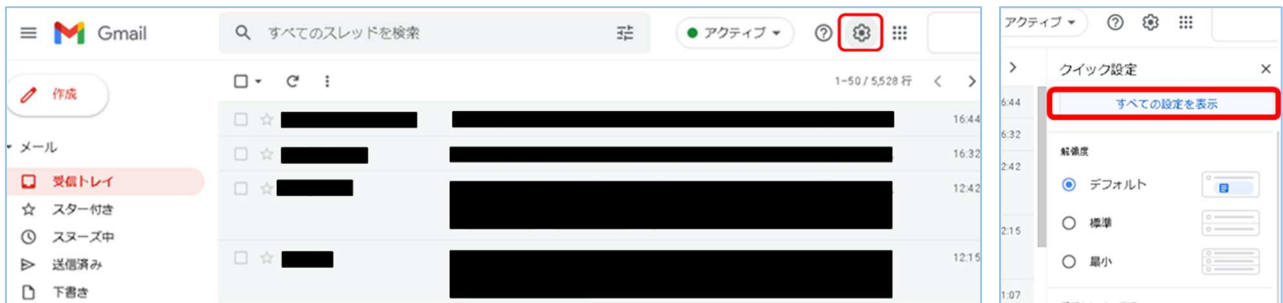 Gmail
すべてのスレッドを検索
アクティブ
作成
1-50 / 5,528 行
メール
受信トレイ
スター付き
スヌーズ中
送信済み
下書き
16:44
16:32
12:42
12:15
アクティブ
クイック設定
すべての設定を表示
6:44
6:32
2:42
2:15
1:07
解像度
デフォルト
標準
最小